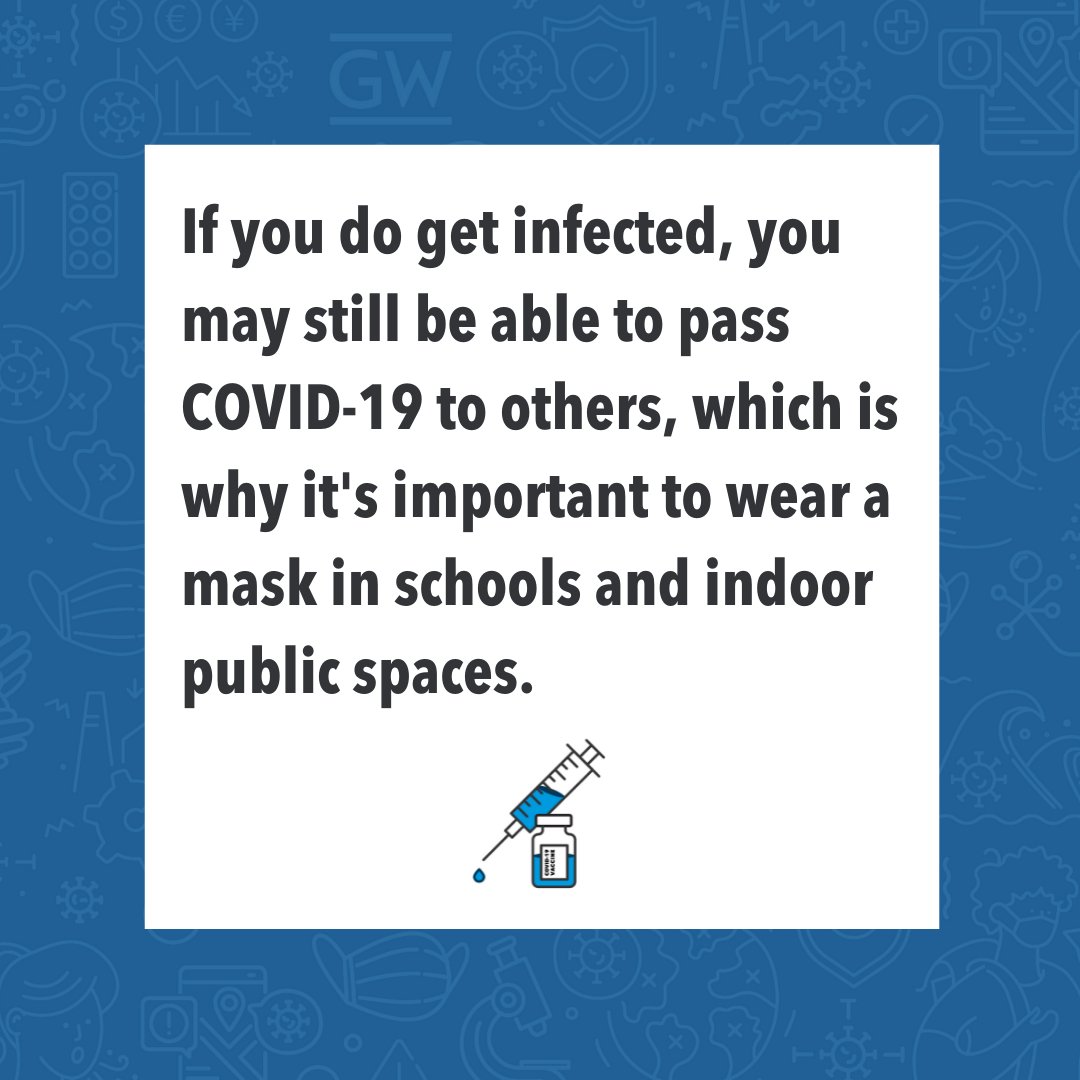 GW
If you do get infected, you
may still be able to pass
COVID-19 to others, which is
why it's important to wear a
mask in schools and indoor
public spaces.
COVID-19
VACCINE